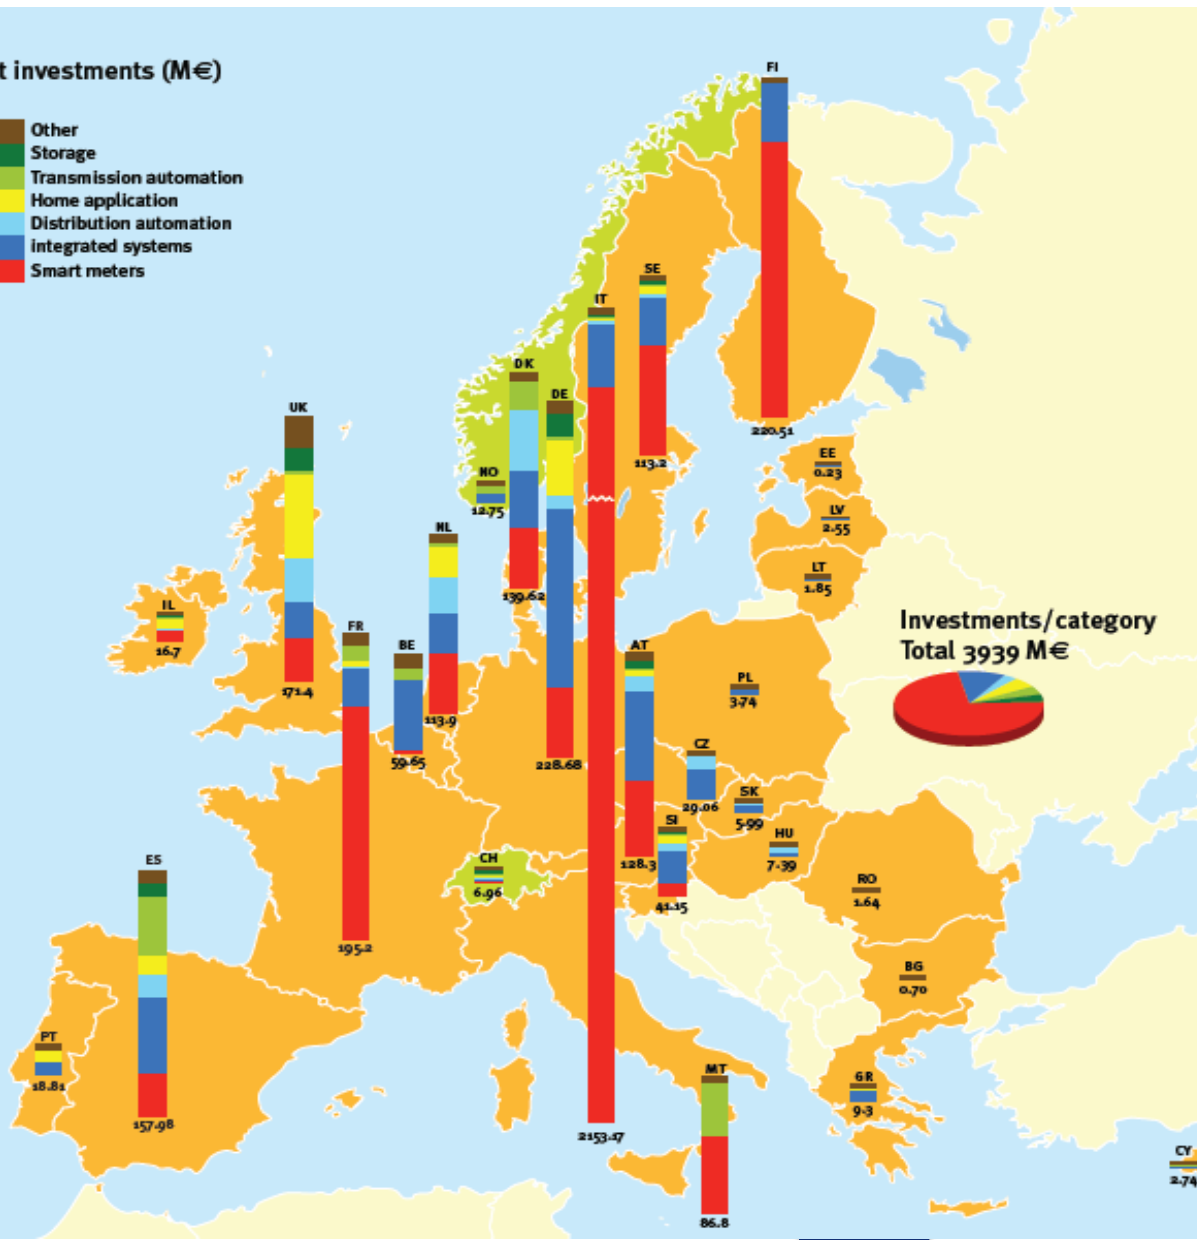 t investments (M€)
Other
Storage
Transmission automation
Home application
Distribution automation
integrated systems
Smart meters
FI
220.51
SE
113.2
IT
2153.17
DK
139.62
DE
228.68
NO
12.75
UK
171.4
NL
113.9
EE
0.23
LV
2.55
LT
1.85
IL
16.7
FR
195.2
BE
59.65
AT
128.3
PL
3.74
Investments/category
Total 3939 M€
CZ
29.06
SK
5.99
SI
41.15
HU
7.39
CH
6.96
ES
157.98
RO
1.64
BG
0.70
PT
18.81
MT
86.8
GR
9.3
CY
2.74